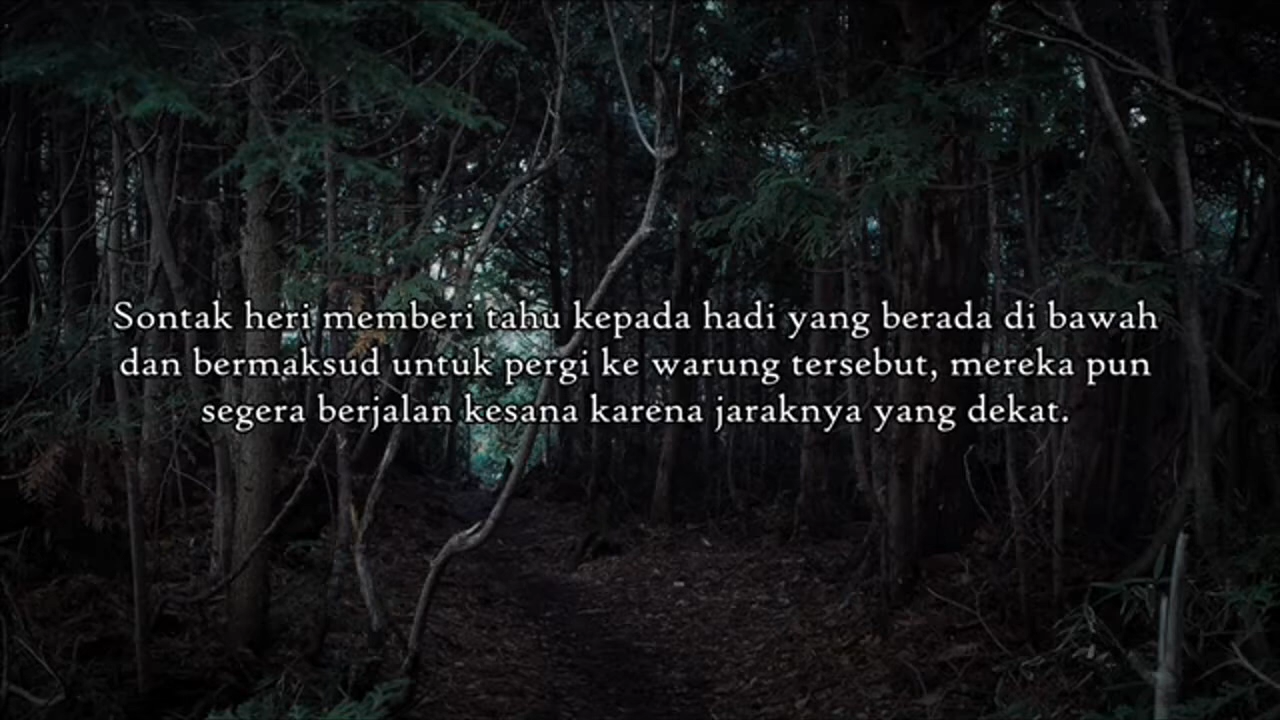 Sontak heri memberi tahu kepada hadi yang berada di bawah
dan bermaksud untuk pergi ke warung tersebut, mereka pun
segera berjalan kesana karena jaraknya yang dekat.